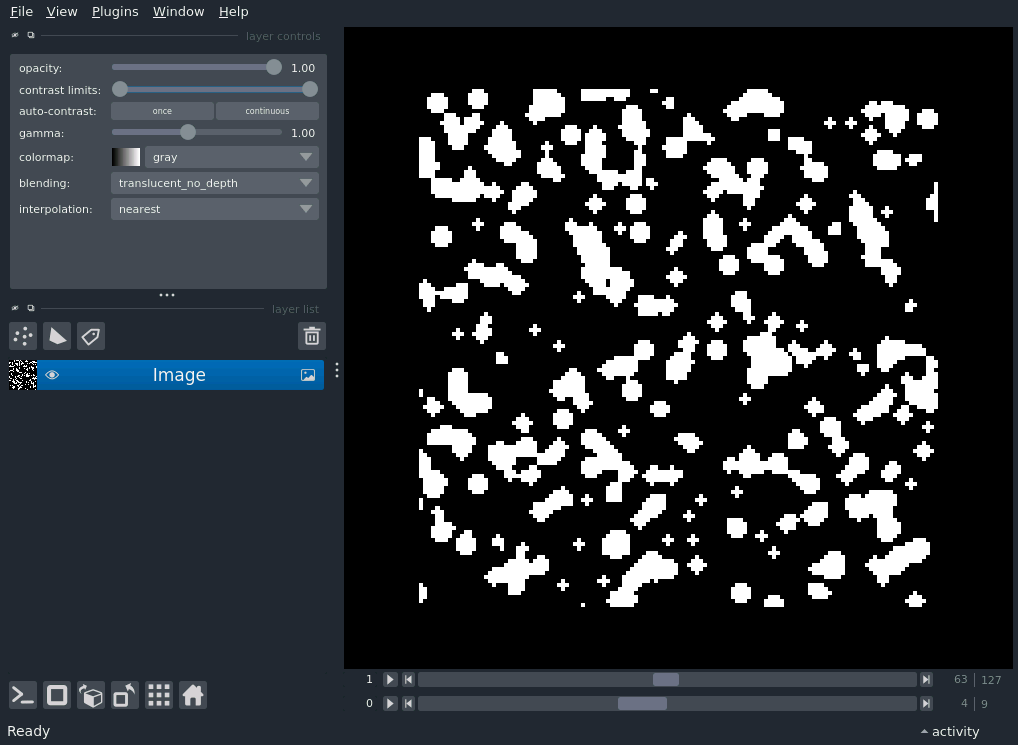 File View Plugins Window Help
layer controls
opacity: 1.00
contrast limits:
auto-contrast: once continuous
gamma: 1.00
colormap: gray
blending: translucent_no_depth
interpolation: nearest
layer list
Image
1 63 127
0 4 9
Ready activity